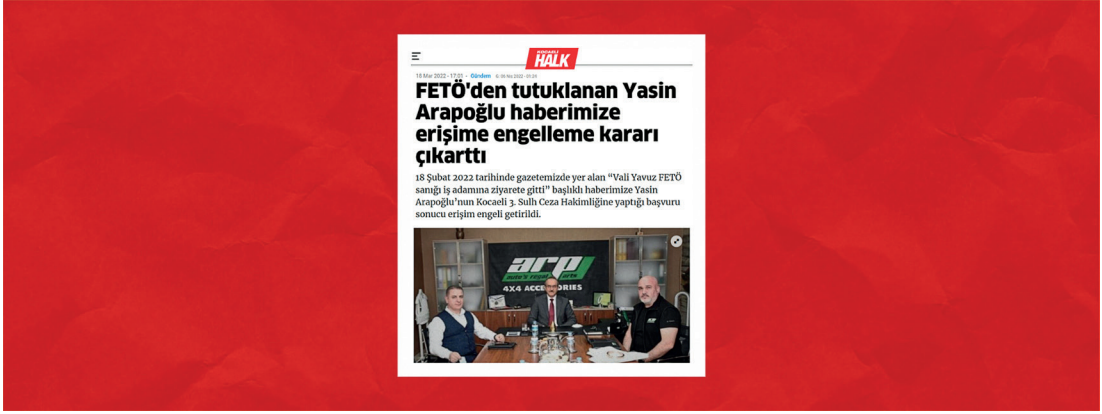 KOCAELİ
HALK
18 Mar 2022 - 17:01 - Gündem
FETÖ'den tutuklanan Yasin
Arapoğlu haberimize
erişime engelleme kararı
çıkarttı
18 Şubat 2022 tarihinde gazetemizde yer alan “Vali Yavuz FETÖ
sanığı iş adamına ziyarete gitti” başlıklı haberimize Yasin
Arapoğlu’nun Kocaeli 3. Sulh Ceza Hakimliğine yaptığı başvuru
sonucu erişim engeli getirildi.
arp
4X4 ACCESSORIES